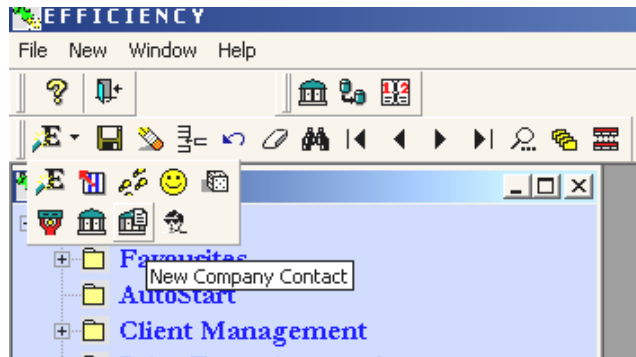 EFFICIENCY
File New Window Help
E
E
Favourites
New Company Contact
AutoStart
Client Management